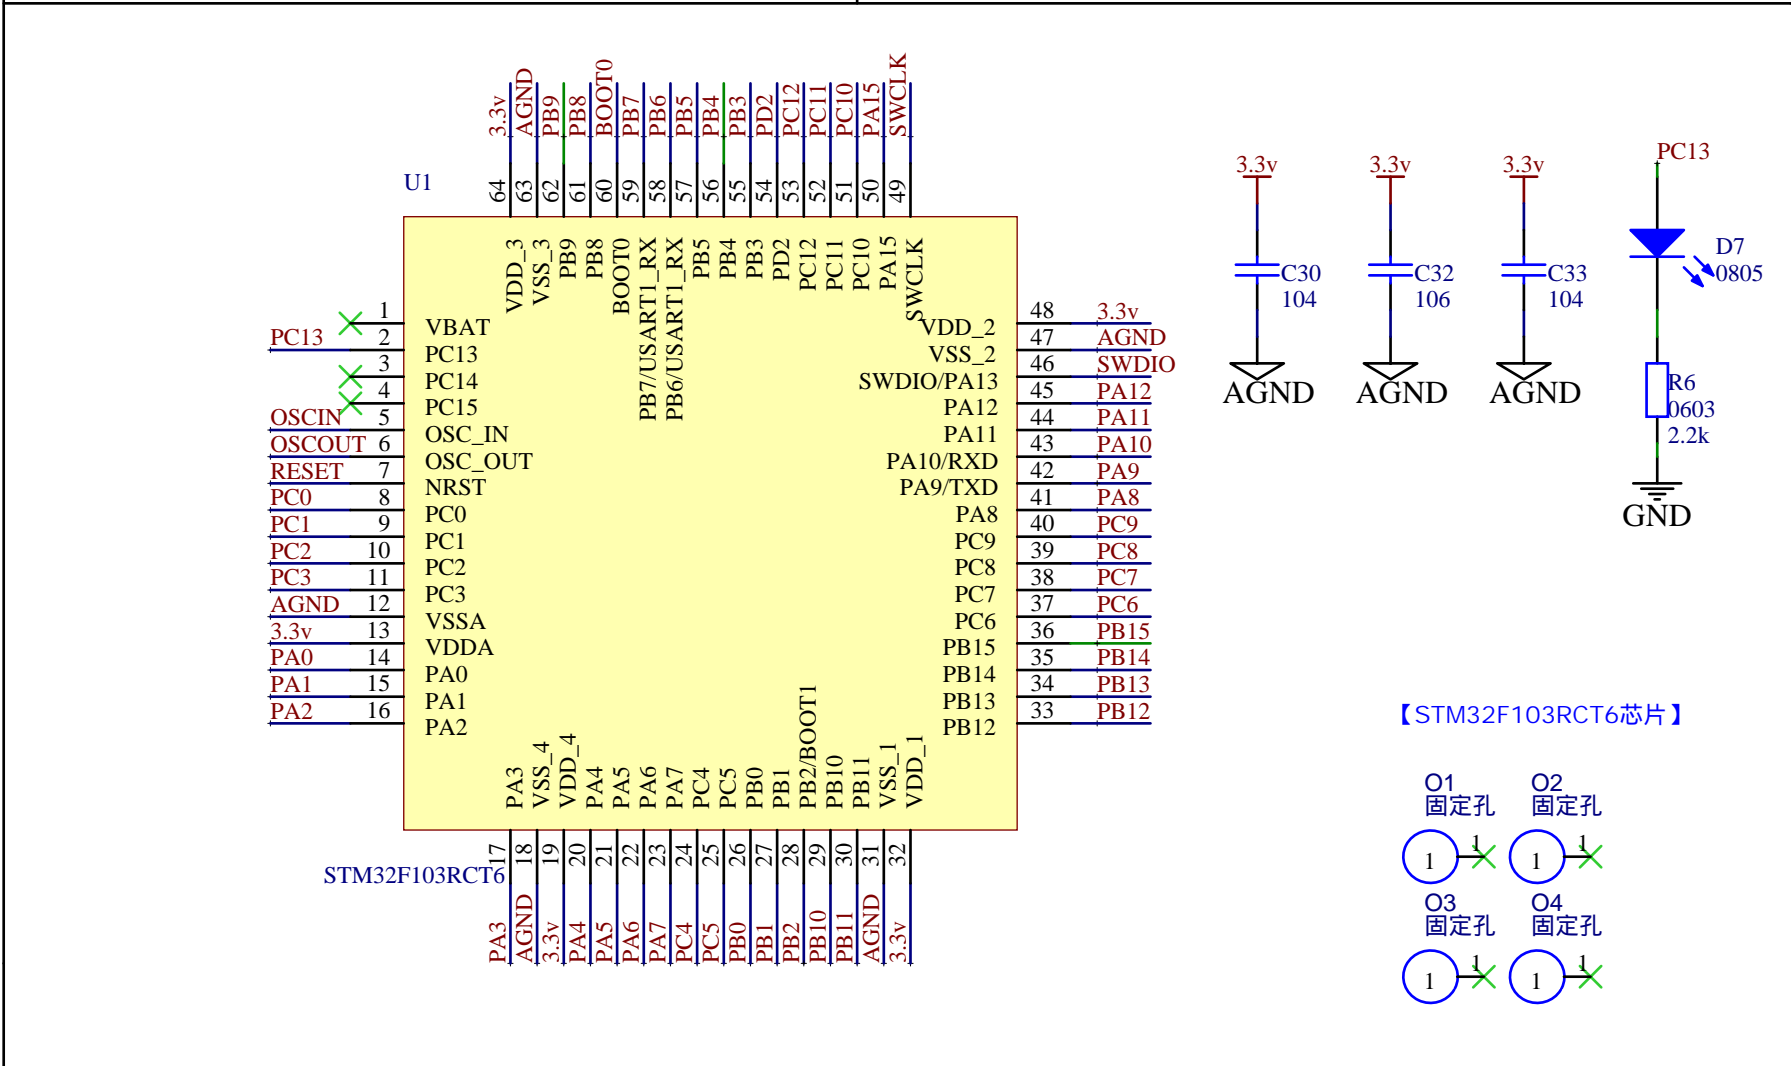 3.3v
AGND
PB9
PB8
BOOT0
PB7
PB6
PB5
PB4
PB3
PD2
PC12
PC11
PC10
PA15
SWCLK
U1
64
63
62
61
60
59
58
57
56
55
54
53
52
51
50
49
VDD_3
VSS_3
PB9
PB8
BOOT0
PB7/USART1_RX
PB6/USART1_RX
PB5
PB4
PB3
PD2
PC12
PC11
PC10
PA15
SWCLK
1 VBAT
PC13 2 PC13
3 PC14
4 PC15
OSCIN 5 OSC_IN
OSCOUT 6 OSC_OUT
RESET 7 NRST
PC0 8 PC0
PC1 9 PC1
PC2 10 PC2
PC3 11 PC3
AGND 12 VSSA
3.3v 13 VDDA
PA0 14 PA0
PA1 15 PA1
PA2 16 PA2
VDD_2 48 3.3v
VSS_2 47 AGND
SWDIO/PA13 46 SWDIO
PA12 45 PA12
PA11 44 PA11
PA10/RXD 43 PA10
PA9/TXD 42 PA9
PA8 41 PA8
PC9 40 PC9
PC8 39 PC8
PC7 38 PC7
PC6 37 PC6
PB15 36 PB15
PB14 35 PB14
PB13 34 PB13
PB12 33 PB12
PA3
VSS_4
VDD_4
PA4
PA5
PA6
PA7
PC4
PC5
PB0
PB1
PB2/BOOT1
PB10
PB11
VSS_1
VDD_1
17
18
19
20
21
22
23
24
25
26
27
28
29
30
31
32
STM32F103RCT6
PA3
AGND
3.3v
PA4
PA5
PA6
PA7
PC4
PC5
PB0
PB1
PB2
PB10
PB11
AGND
3.3v
3.3v
C30
104
AGND
3.3v
C32
106
AGND
3.3v
C33
104
AGND
PC13
D7
0805
R6
0603
2.2k
GND
【STM32F103RCT6芯片】
O1
固定孔
1 1
O2
固定孔
1 1
O3
固定孔
1 1
O4
固定孔
1 1